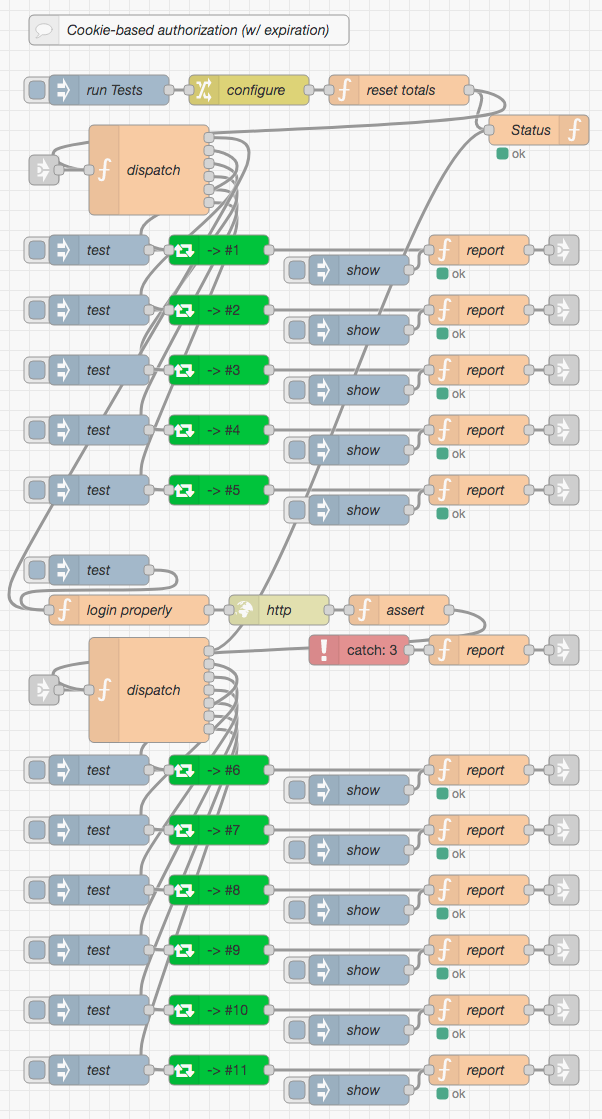 Cookie-based authorization (w/ expiration)
run Tests configure reset totals
Status
ok
dispatch
test -> #1 report
show ok
test -> #2 report
show ok
test -> #3 report
show ok
test -> #4 report
show ok
test -> #5 report
show ok
test
login properly http assert
catch: 3 report
dispatch
test -> #6 report
show ok
test -> #7 report
show ok
test -> #8 report
show ok
test -> #9 report
show ok
test -> #10 report
show ok
test -> #11 report
show ok